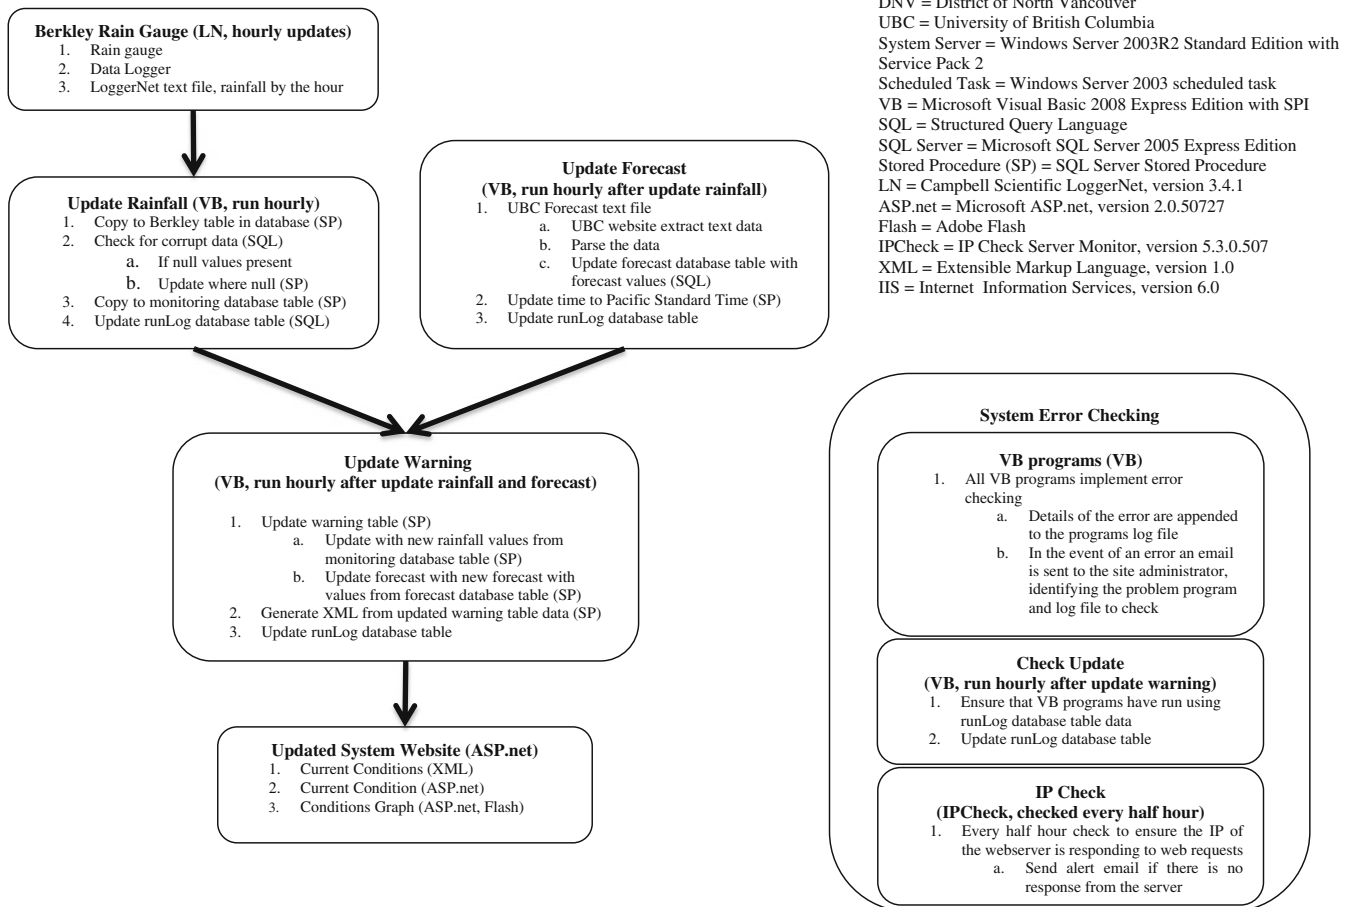 Berkley Rain Gauge (LN, hourly updates)
1. Rain gauge
2. Data Logger
3. LoggerNet text file, rainfall by the hour
Update Rainfall (VB, run hourly)
1. Copy to Berkley table in database (SP)
2. Check for corrupt data (SQL)
a. If null values present
b. Update where null (SP)
3. Copy to monitoring database table (SP)
4. Update runLog database table (SQL)
Update Forecast
(VB, run hourly after update rainfall)
1. UBC Forecast text file
a. UBC website extract text data
b. Parse the data
c. Update forecast database table with
forecast values (SQL)
2. Update time to Pacific Standard Time (SP)
3. Update runLog database table
Update Warning
(VB, run hourly after update rainfall and forecast)
1. Update warning table (SP)
a. Update with new rainfall values from
monitoring database table (SP)
b. Update forecast with new forecast with
values from forecast database table (SP)
2. Generate XML from updated warning table data (SP)
3. Update runLog database table
Updated System Website (ASP.net)
1. Current Conditions (XML)
2. Current Condition (ASP.net)
3. Conditions Graph (ASP.net, Flash)
DNV = District of North Vancouver
UBC = University of British Columbia
System Server = Windows Server 2003R2 Standard Edition with
Service Pack 2
Scheduled Task = Windows Server 2003 scheduled task
VB = Microsoft Visual Basic 2008 Express Edition with SPI
SQL = Structured Query Language
SQL Server = Microsoft SQL Server 2005 Express Edition
Stored Procedure (SP) = SQL Server Stored Procedure
LN = Campbell Scientific LoggerNet, version 3.4.1
ASP.net = Microsoft ASP.net, version 2.0.50727
Flash = Adobe Flash
IPCheck = IP Check Server Monitor, version 5.3.0.507
XML = Extensible Markup Language, version 1.0
IIS = Internet Information Services, version 6.0
System Error Checking
VB programs (VB)
1. All VB programs implement error
checking
a. Details of the error are appended
to the programs log file
b. In the event of an error an email
is sent to the site administrator,
identifying the problem program
and log file to check
Check Update
(VB, run hourly after update warning)
1. Ensure that VB programs have run using
runLog database table data
2. Update runLog database table
IP Check
(IPCheck, checked every half hour)
1. Every half hour check to ensure the IP of
the webserver is responding to web requests
a. Send alert email if there is no
response from the server